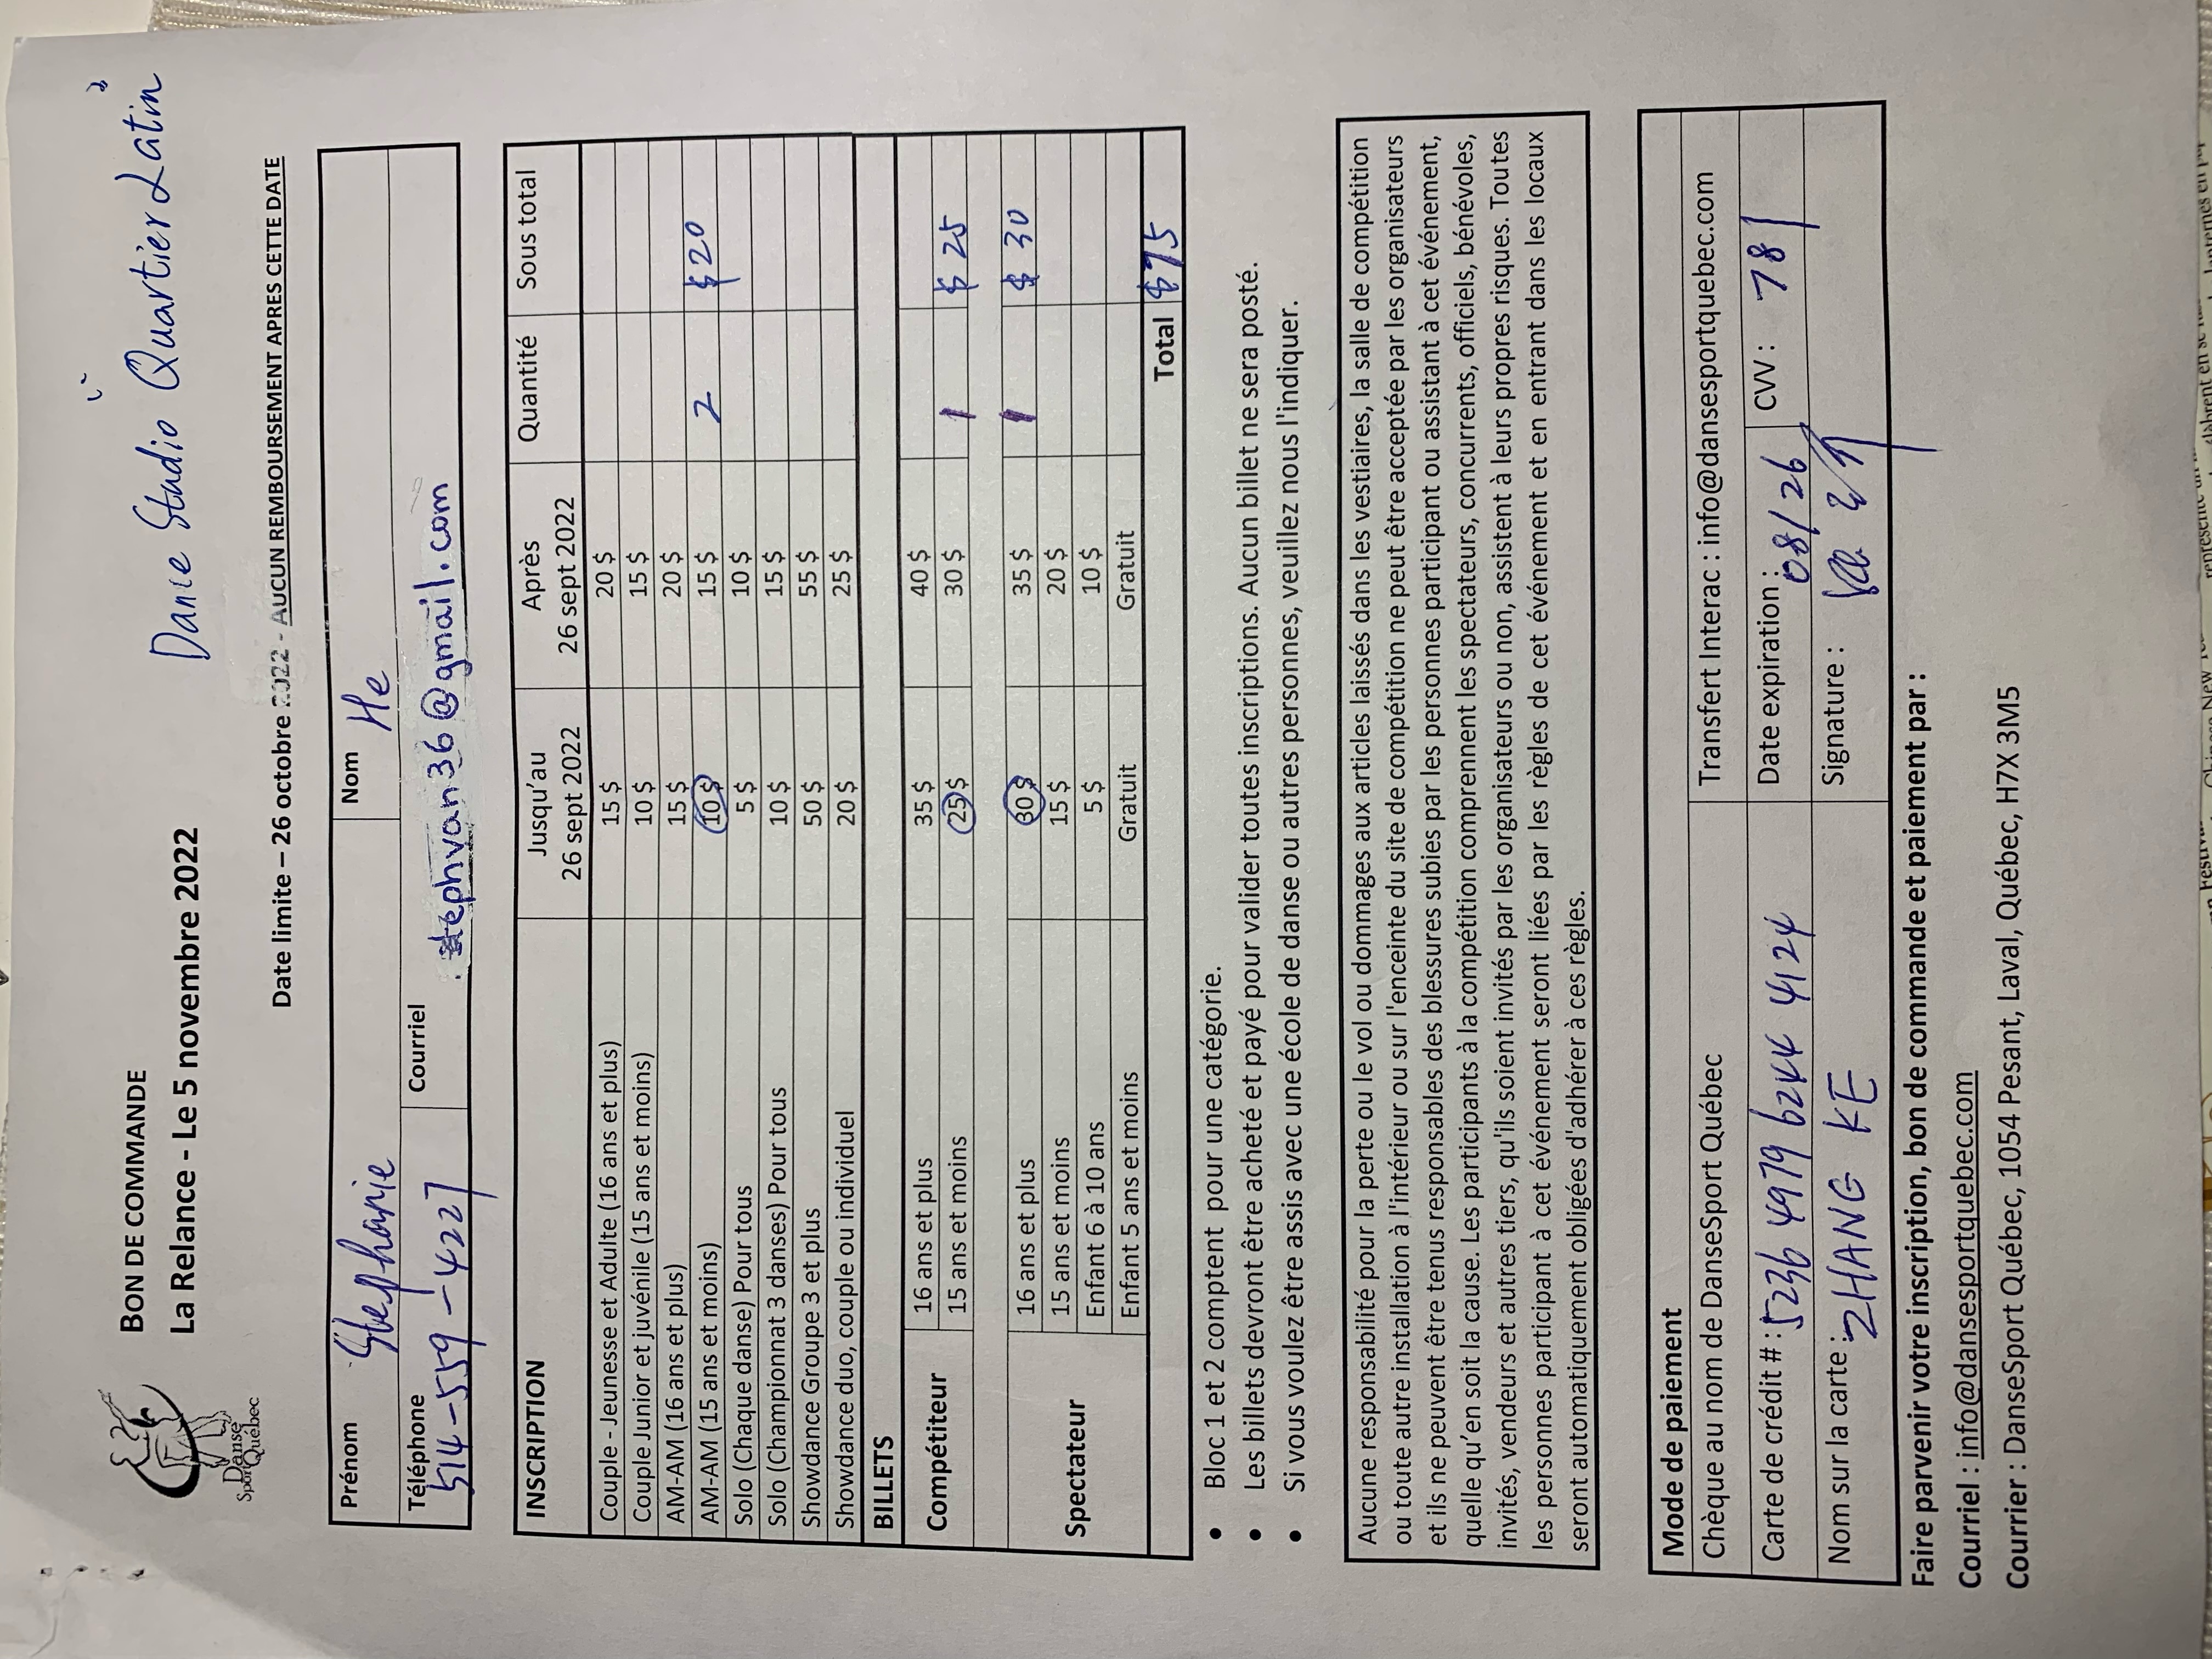 Dance Studio Quartier Latin
BON DE COMMANDE
La Relance - Le 5 novembre 2022
Danse
Sport Québec
Date limite – 26 octobre 2022 - AUCUN REMBOURSEMENT APRES CETTE DATE
Prénom Stephanie Nom He
Téléphone 514-559-4227 Courriel stephyan36@gmail.com
INSCRIPTION Jusqu'au 26 sept 2022 Après 26 sept 2022 Quantité Sous total
Couple - Jeunesse et Adulte (16 ans et plus) 15 $ 20 $
Couple Junior et juvénile (15 ans et moins) 10 $ 15 $
AM-AM (16 ans et plus) 15 $ 20 $
AM-AM (15 ans et moins) 10 $ 15 $ 2 $20
Solo (Chaque danse) Pour tous 5 $ 10 $
Solo (Championnat 3 danses) Pour tous 10 $ 15 $
Showdance Groupe 3 et plus 50 $ 55 $
Showdance duo, couple ou individuel 20 $ 25 $
BILLETS
Compétiteur
16 ans et plus 35 $ 40 $
15 ans et moins 25 $ 30 $ 1 $ 25
Spectateur
16 ans et plus 30 $ 35 $ 1 $ 30
15 ans et moins 15 $ 20 $
Enfant 6 à 10 ans 5 $ 10 $
Enfant 5 ans et moins Gratuit Gratuit
Total $75
• Bloc 1 et 2 comptent pour une catégorie.
• Les billets devront être acheté et payé pour valider toutes inscriptions. Aucun billet ne sera posté.
• Si vous voulez être assis avec une école de danse ou autres personnes, veuillez nous l'indiquer.
Aucune responsabilité pour la perte ou le vol ou dommages aux articles laissés dans les vestiaires, la salle de compétition
ou toute autre installation à l'intérieur ou sur l'enceinte du site de compétition ne peut être acceptée par les organisateurs
et ils ne peuvent être tenus responsables des blessures subies par les personnes participant ou assistant à cet événement,
quelle qu'en soit la cause. Les participants à la compétition comprennent les spectateurs, concurrents, officiels, bénévoles,
invités, vendeurs et autres tiers, qu'ils soient invités par les organisateurs ou non, assistent à leurs propres risques. Toutes
les personnes participant à cet événement seront liées par les règles de cet événement et en entrant dans les locaux
seront automatiquement obligées d'adhérer à ces règles.
Mode de paiement
Chèque au nom de DanseSport Québec Transfert Interac : info@dansesportquebec.com
Carte de crédit # : [card number withheld for security] Date expiration : [withheld] CVV : [withheld]
Nom sur la carte : ZHANG KE Signature :
Faire parvenir votre inscription, bon de commande et paiement par :
Courriel : info@dansesportquebec.com
Courrier : DanseSport Québec, 1054 Pesant, Laval, Québec, H7X 3M5